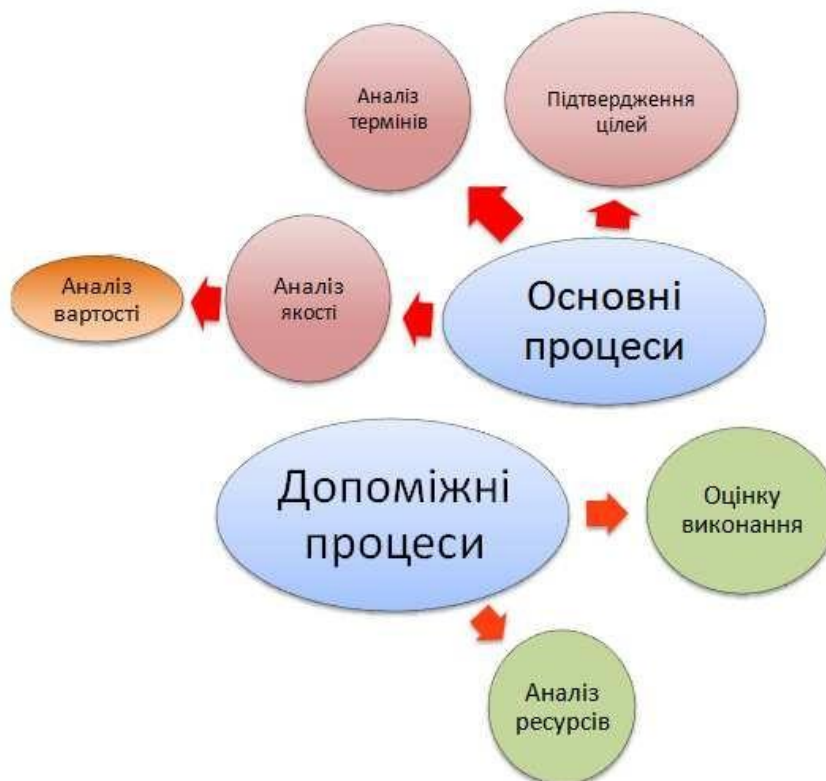 Аналіз
термінів
Підтвердження
цілей
Аналіз
вартості
Аналіз
якості
Основні
процеси
Допоміжні
процеси
Оцінку
виконання
Аналіз
ресурсів